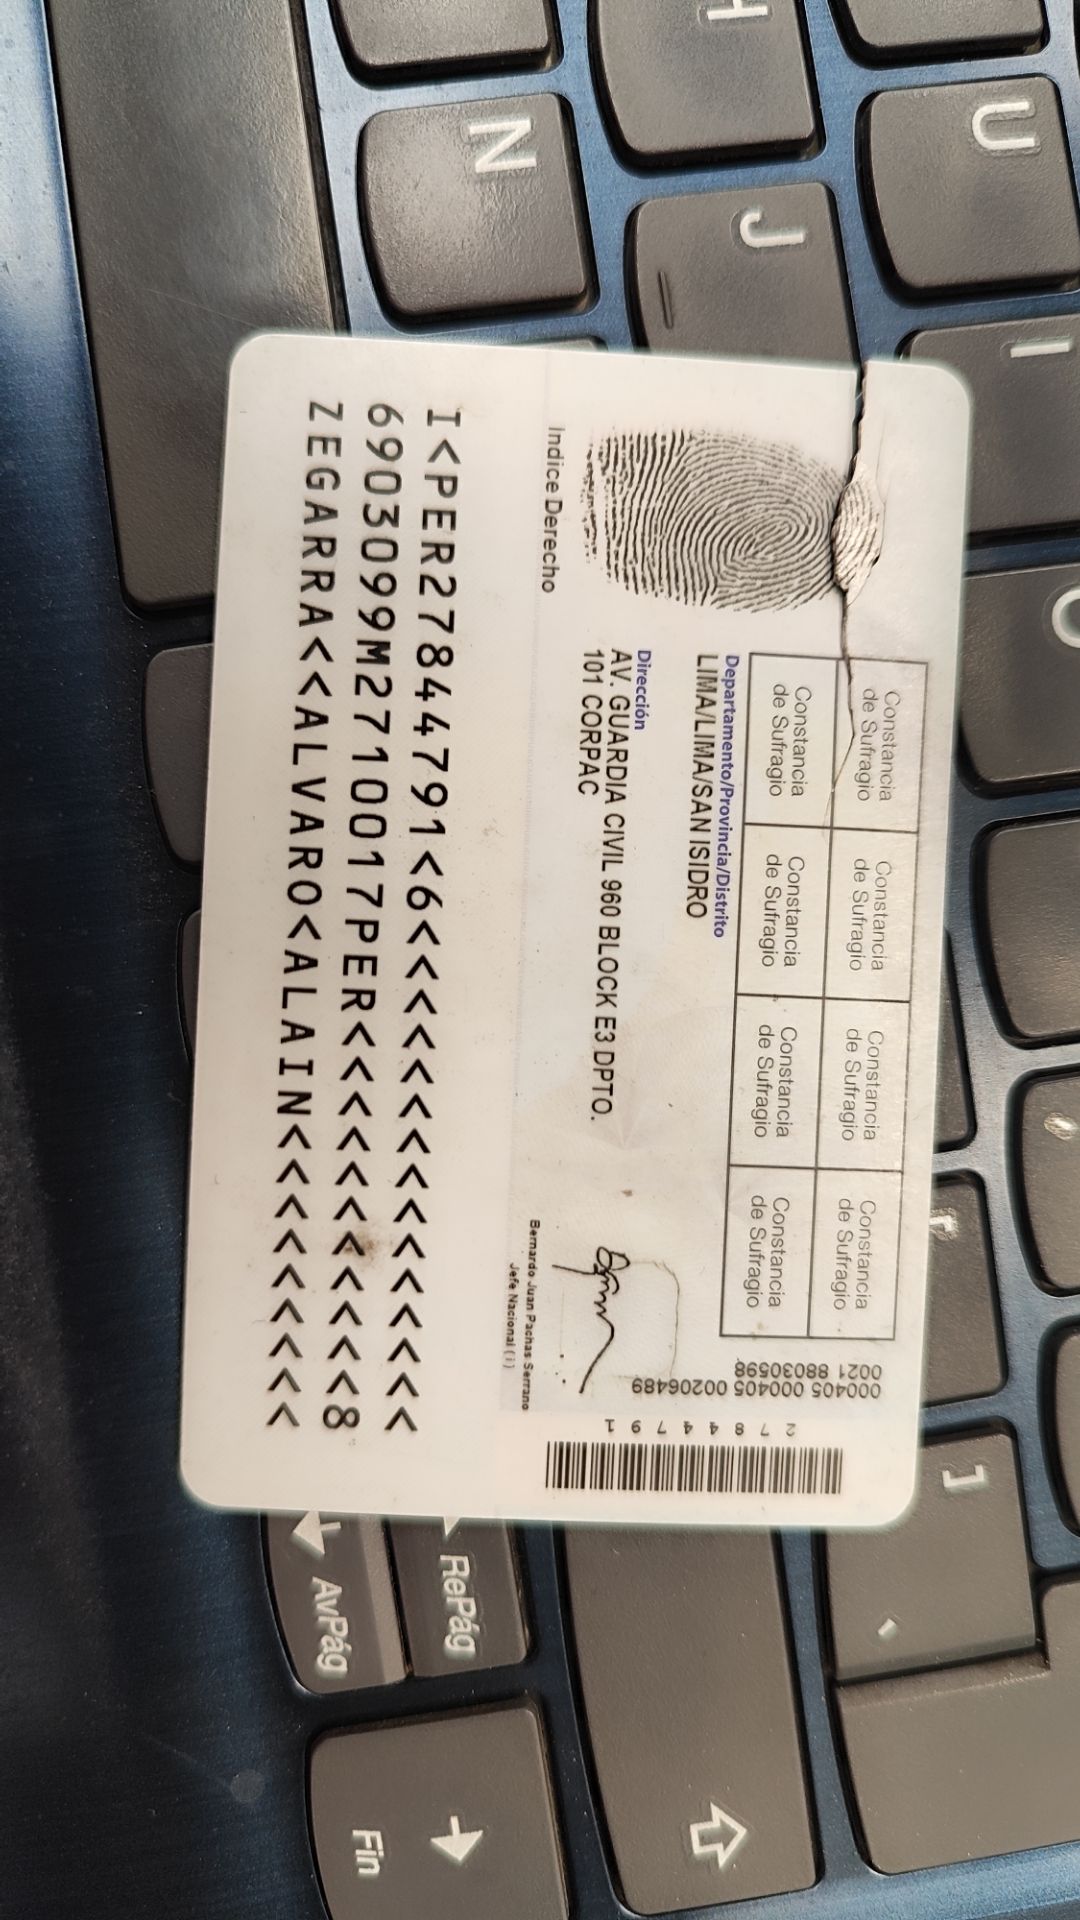 Constancia
de Sufragio
Constancia
de Sufragio
Constancia
de Sufragio
Constancia
de Sufragio
Constancia
de Sufragio
Constancia
de Sufragio
Constancia
de Sufragio
Constancia
de Sufragio
Departamento/Provincia/Distrito
LIMA/LIMA/SAN ISIDRO
Dirección
AV. GUARDIA CIVIL 960 BLOCK E3 DPTO.
101 CORPAC
Indice Derecho
Bernardo Juan Pachas Serrano
Jefe Nacional ( i )
000405 000405 000405 00206489
0021 88030598
2 7 8 4 4 7 9 1
I<PER27844791<6<<<<<<<<<<<<<<<
6903099M2710017PER<<<<<<<<<<<8
ZEGARRA<<ALVARO<ALAIN<<<<<<<<<
H
U
N
J
I
O
]
RePág
AvPág
Fin